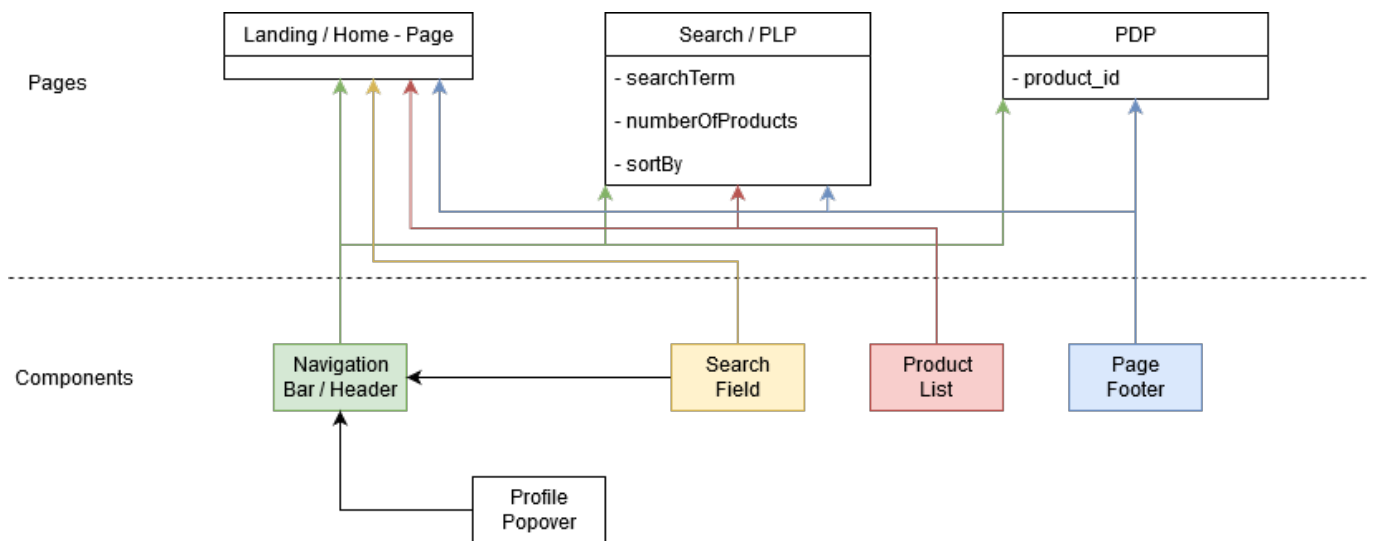 Landing / Home - Page
Search / PLP
PDP
Pages
- searchTerm
- product_id
- numberOfProducts
- sortBy
Components
Navigation
Bar / Header
Search
Field
Product
List
Page
Footer
Profile
Popover